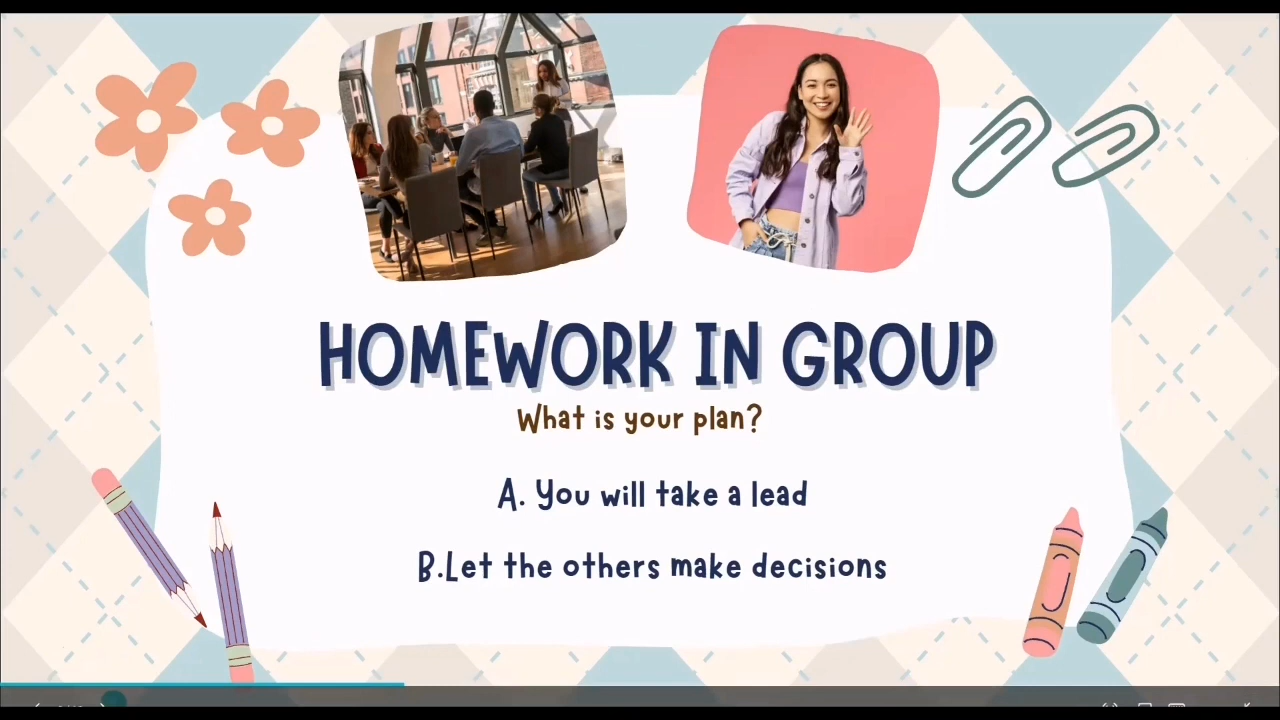 HOMEWORK IN GROUP
What is your plan?
A. You will take a lead
B.Let the others make decisions